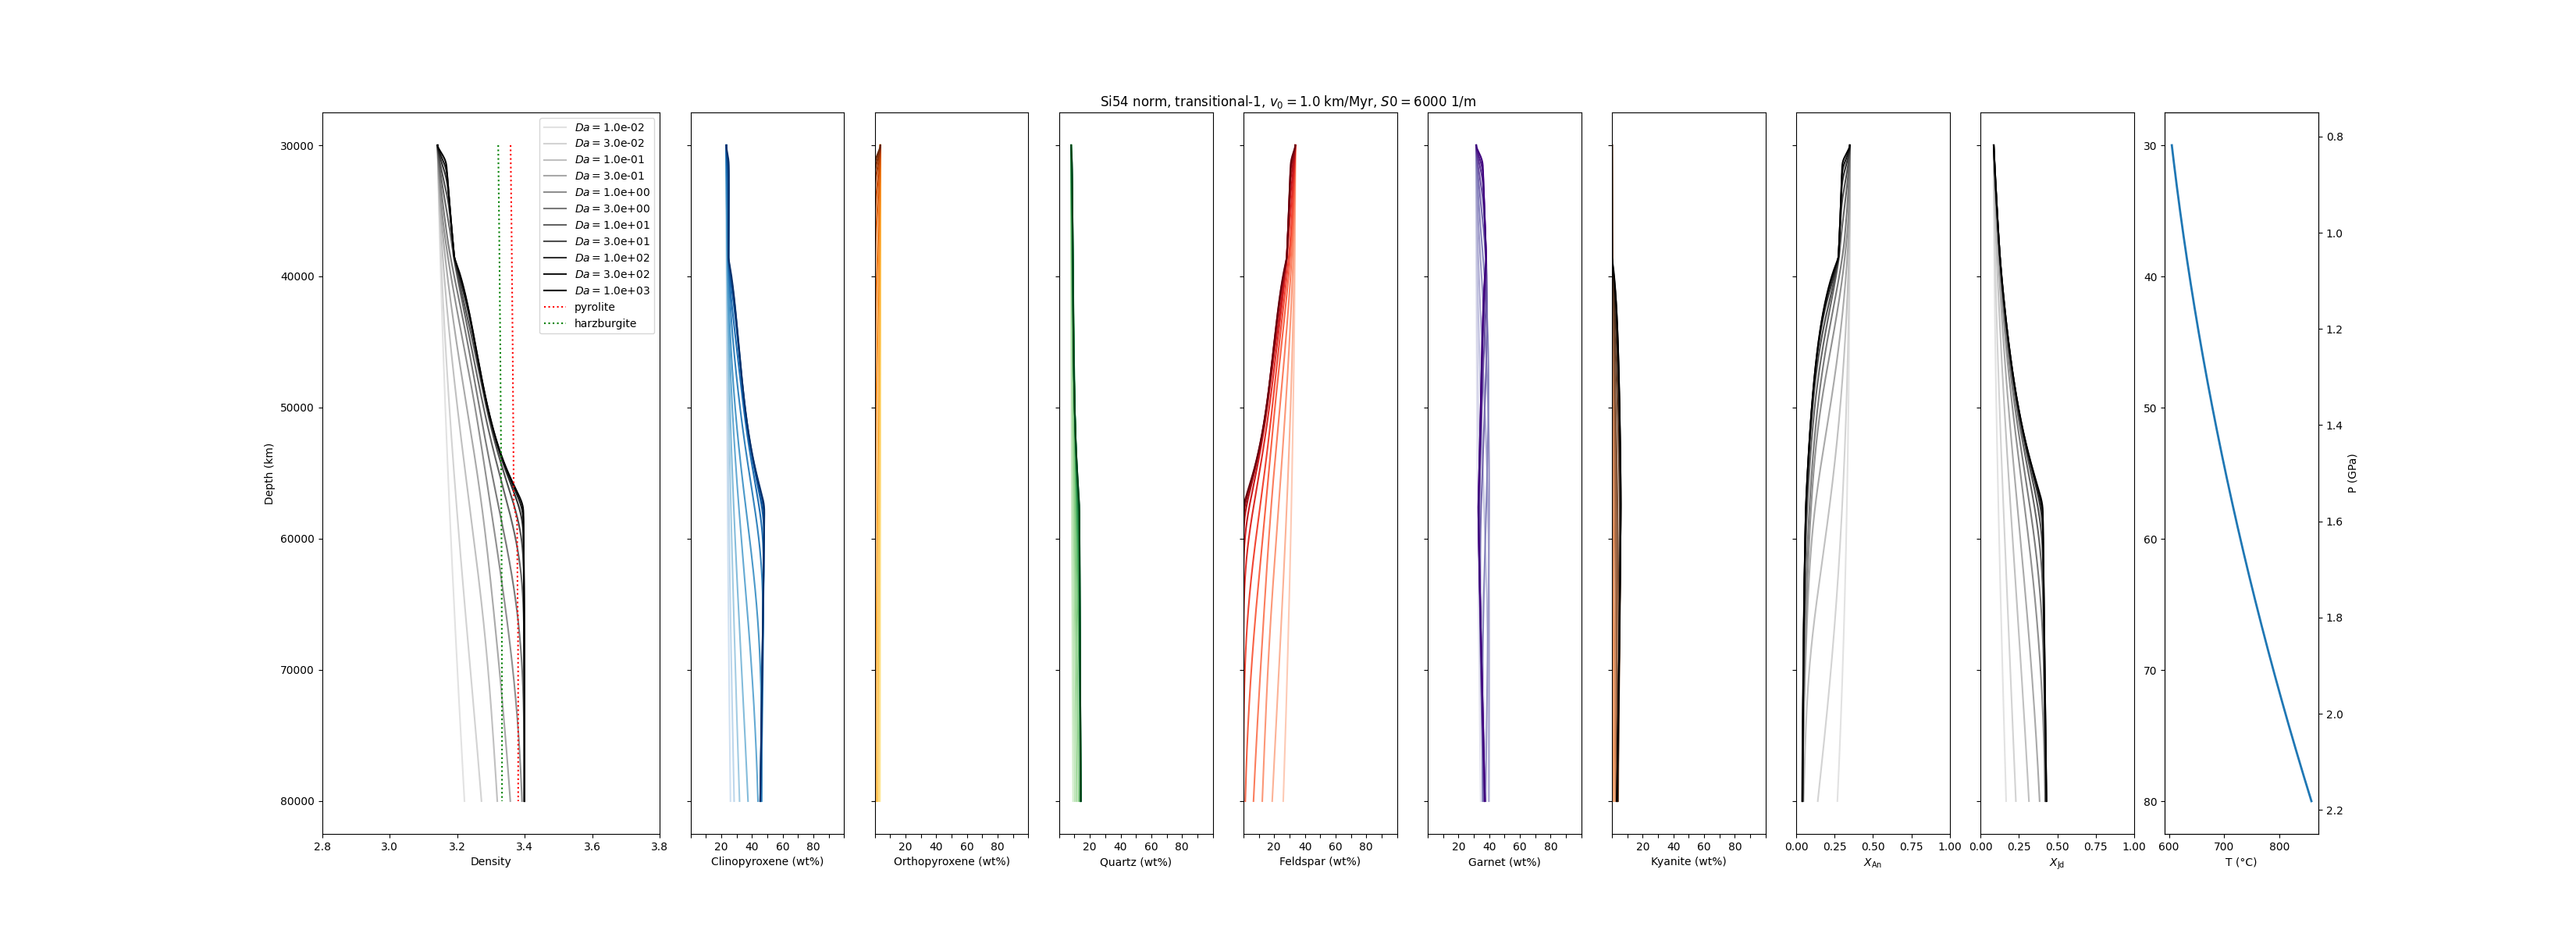 Si54 norm, transitional-1, v₀ = 1.0 km/Myr, S0 = 6000 1/m
Depth (km)
30000
40000
50000
60000
70000
80000
2.8 3.0 3.2 3.4 3.6 3.8
Density
Da = 1.0e-02
Da = 3.0e-02
Da = 1.0e-01
Da = 3.0e-01
Da = 1.0e+00
Da = 3.0e+00
Da = 1.0e+01
Da = 3.0e+01
Da = 1.0e+02
Da = 3.0e+02
Da = 1.0e+03
pyrolite
harzburgite
20 40 60 80
Clinopyroxene (wt%)
20 40 60 80
Orthopyroxene (wt%)
20 40 60 80
Quartz (wt%)
20 40 60 80
Feldspar (wt%)
20 40 60 80
Garnet (wt%)
20 40 60 80
Kyanite (wt%)
0.00 0.25 0.50 0.75 1.00
X_An
0.00 0.25 0.50 0.75 1.00
X_Jd
30
40
50
60
70
80
600 700 800
T (°C)
0.8
1.0
1.2
1.4
1.6
1.8
2.0
2.2
P (GPa)